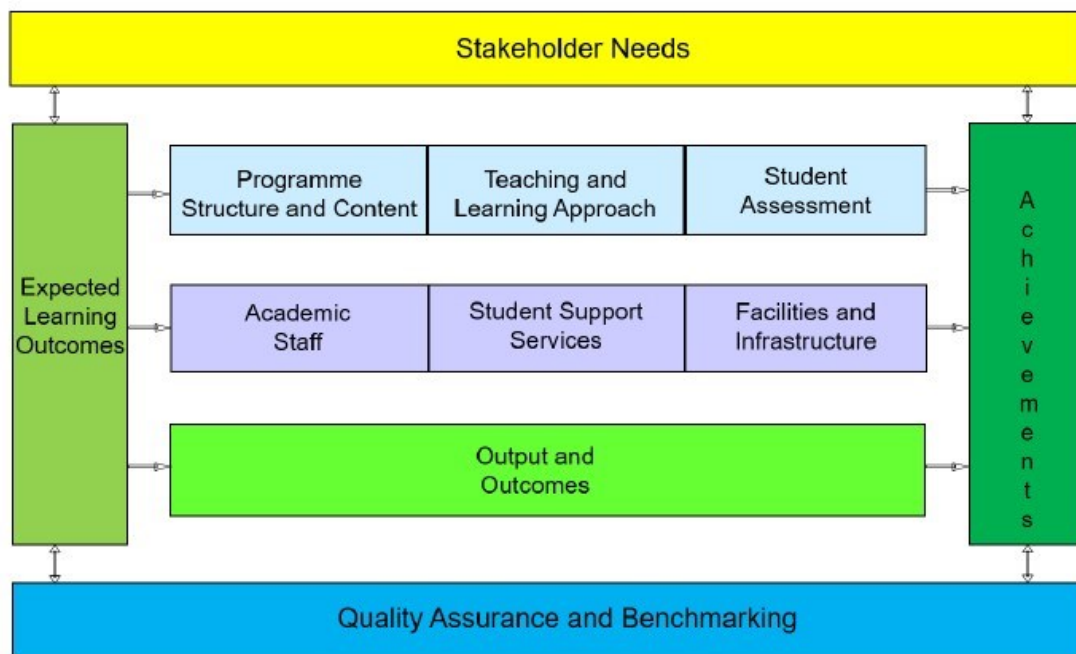 Stakeholder Needs
Expected
Learning
Outcomes
Programme
Structure and Content
Teaching and
Learning Approach
Student
Assessment
Academic
Staff
Student Support
Services
Facilities and
Infrastructure
Output and
Outcomes
Achievements
Quality Assurance and Benchmarking